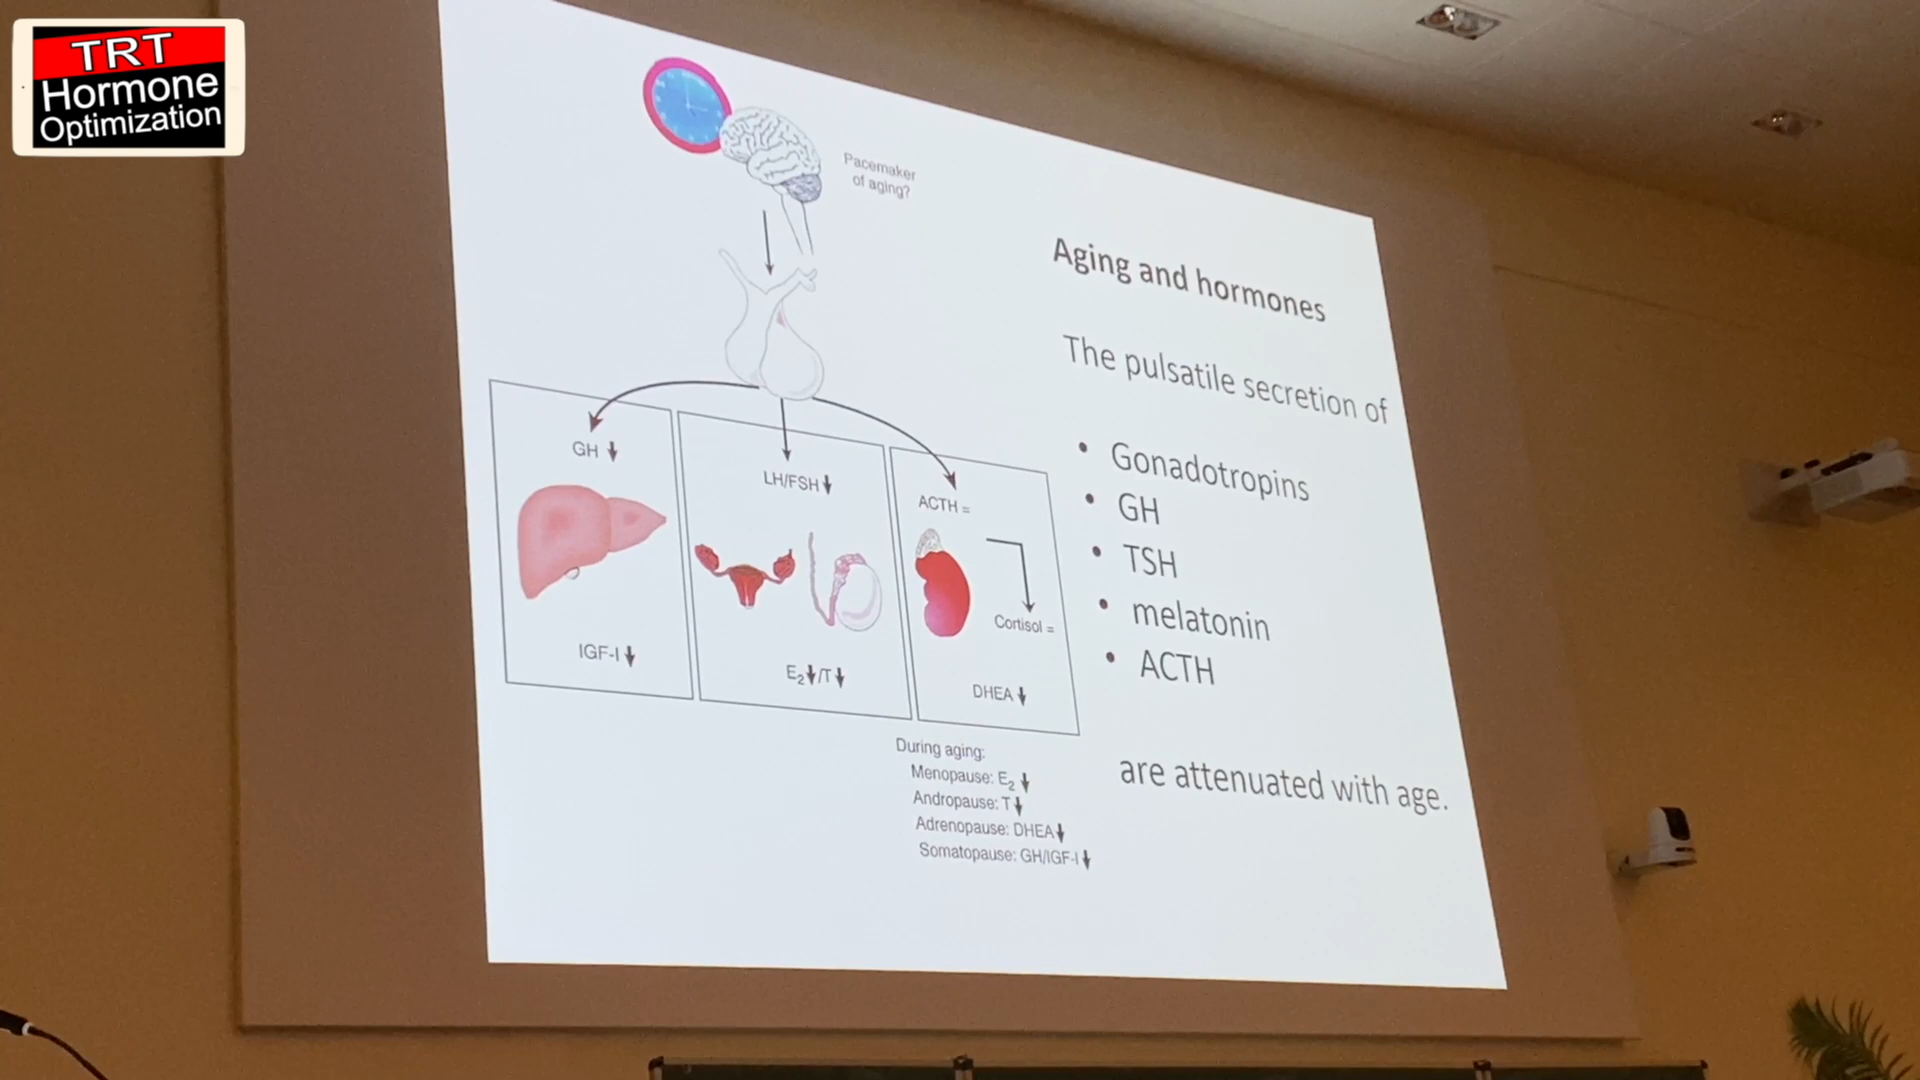 TRT
Hormone
Optimization
Pacemaker
of aging?
GH
LH/FSH
ACTH =
Cortisol =
IGF-I
E₂ /T
DHEA
During aging:
Menopause: E₂
Andropause: T
Adrenopause: DHEA
Somatopause: GH/IGF-I
Aging and hormones
The pulsatile secretion of
• Gonadotropins
• GH
• TSH
• melatonin
• ACTH
are attenuated with age.